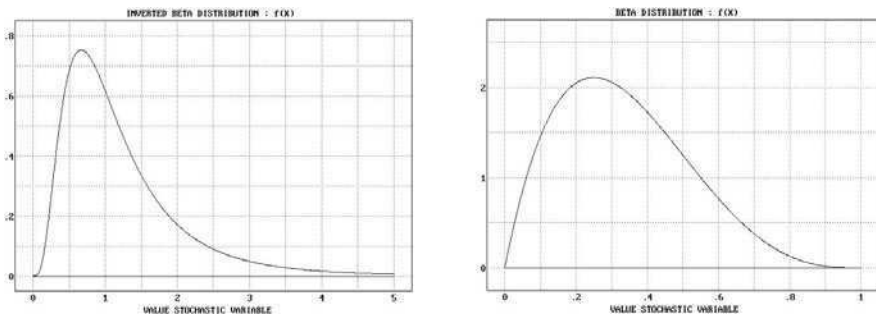 INVERTED BETA DISTRIBUTION : f(X)
.8
.6
.4
.2
0
0 1 2 3 4 5
VALUE STOCHASTIC VARIABLE
BETA DISTRIBUTION : f(X)
2
1
0
0 .2 .4 .6 .8 1
VALUE STOCHASTIC VARIABLE